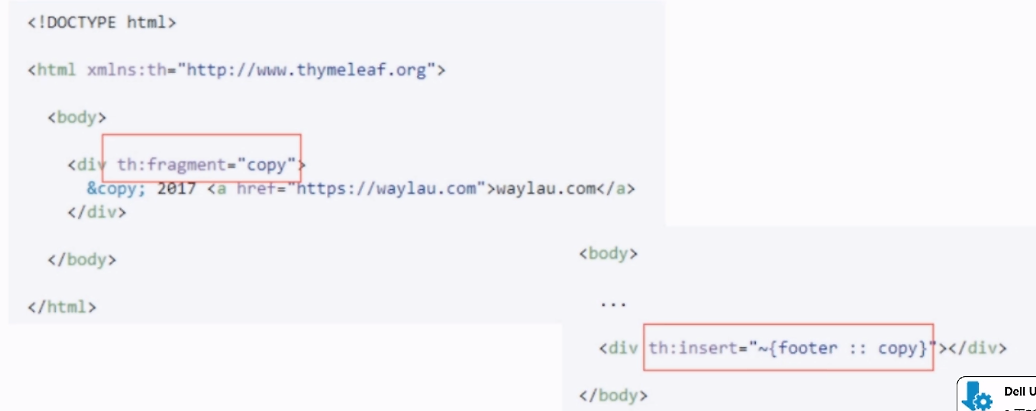 <!DOCTYPE html>
<html xmlns:th="http://www.thymeleaf.org">
<body>
<div th:fragment="copy">
&copy; 2017 <a href="https://waylau.com">waylau.com</a>
</div>
</body>
</html>
<body>
...
<div th:insert="~{footer :: copy}"></div>
</body>
Dell U